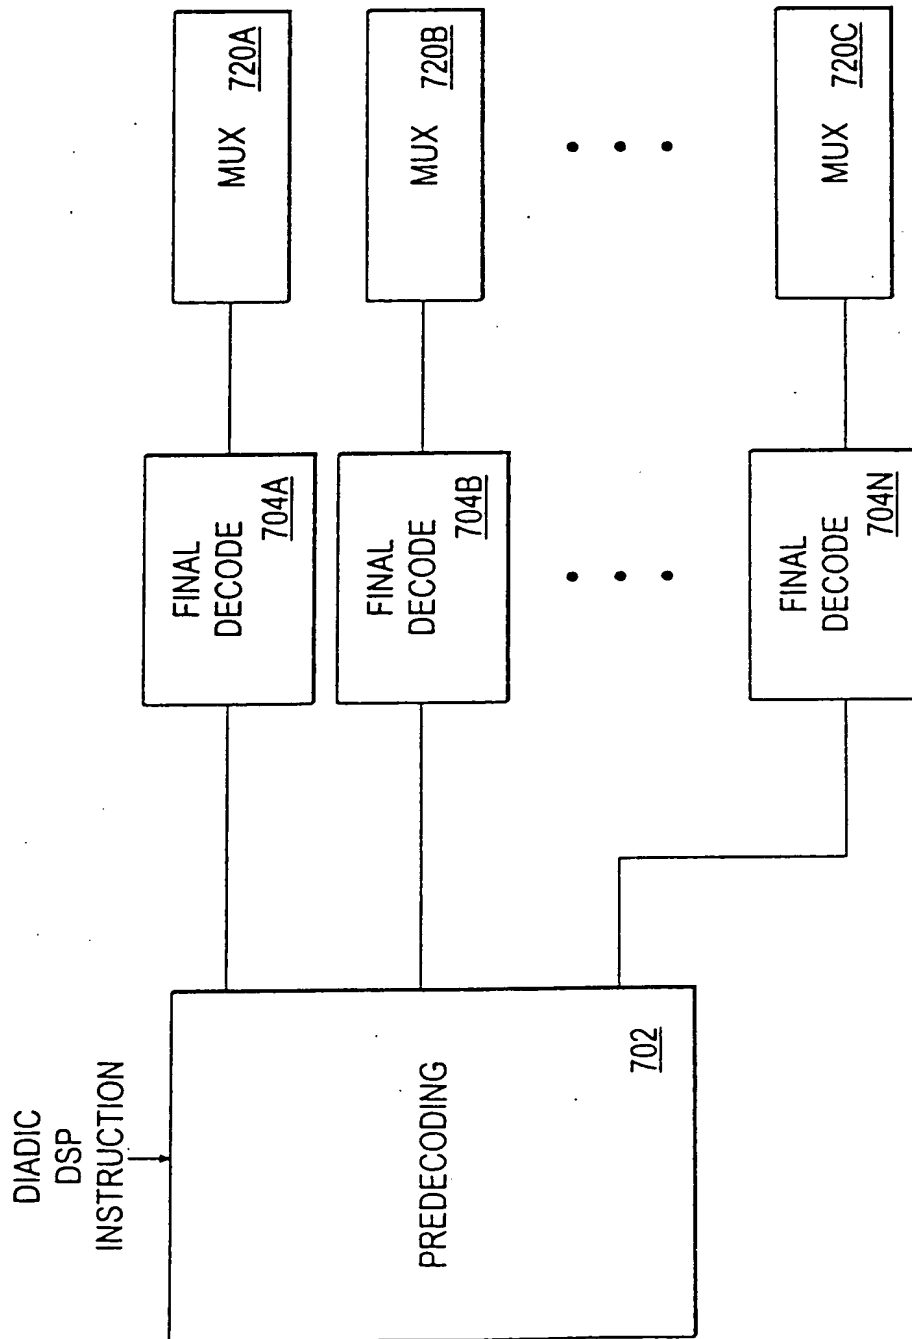 DIADIC
DSP
INSTRUCTION
PREDECODING
702
FINAL
DECODE
704A
FINAL
DECODE
704B
FINAL
DECODE
704N
MUX
720A
MUX
720B
MUX
720C